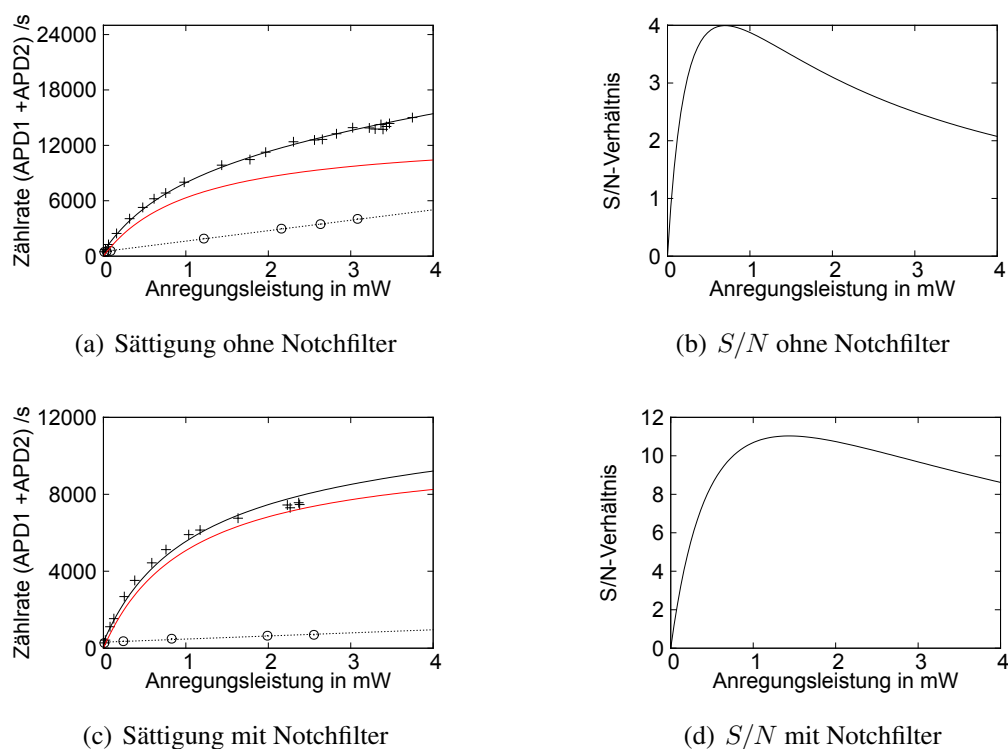 Zählrate (APD1 +APD2) /s
24000
18000
12000
6000
0
0 1 2 3 4
Anregungsleistung in mW
(a) Sättigung ohne Notchfilter
S/N-Verhältnis
4
3
2
1
0
0 1 2 3 4
Anregungsleistung in mW
(b) S/N ohne Notchfilter
Zählrate (APD1 +APD2) /s
12000
8000
4000
0
0 1 2 3 4
Anregungsleistung in mW
(c) Sättigung mit Notchfilter
S/N-Verhältnis
12
10
8
6
4
2
0
0 1 2 3 4
Anregungsleistung in mW
(d) S/N mit Notchfilter